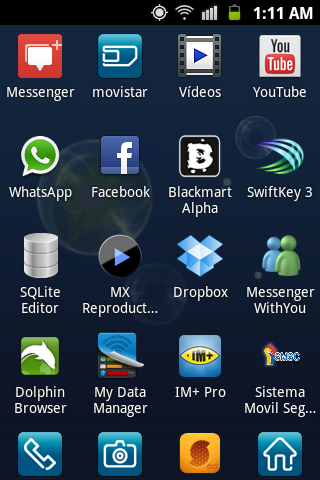 1:11 AM
Messenger
movistar
Vídeos
You
Tube
YouTube
WhatsApp
f
Facebook
B
Blackmart
Alpha
SwiftKey 3
SQLite
Editor
MX
Reproduct...
Dropbox
Messenger
WithYou
Dolphin
Browser
My Data
Manager
IM+
IM+ Pro
Sistema
Movil Seg...